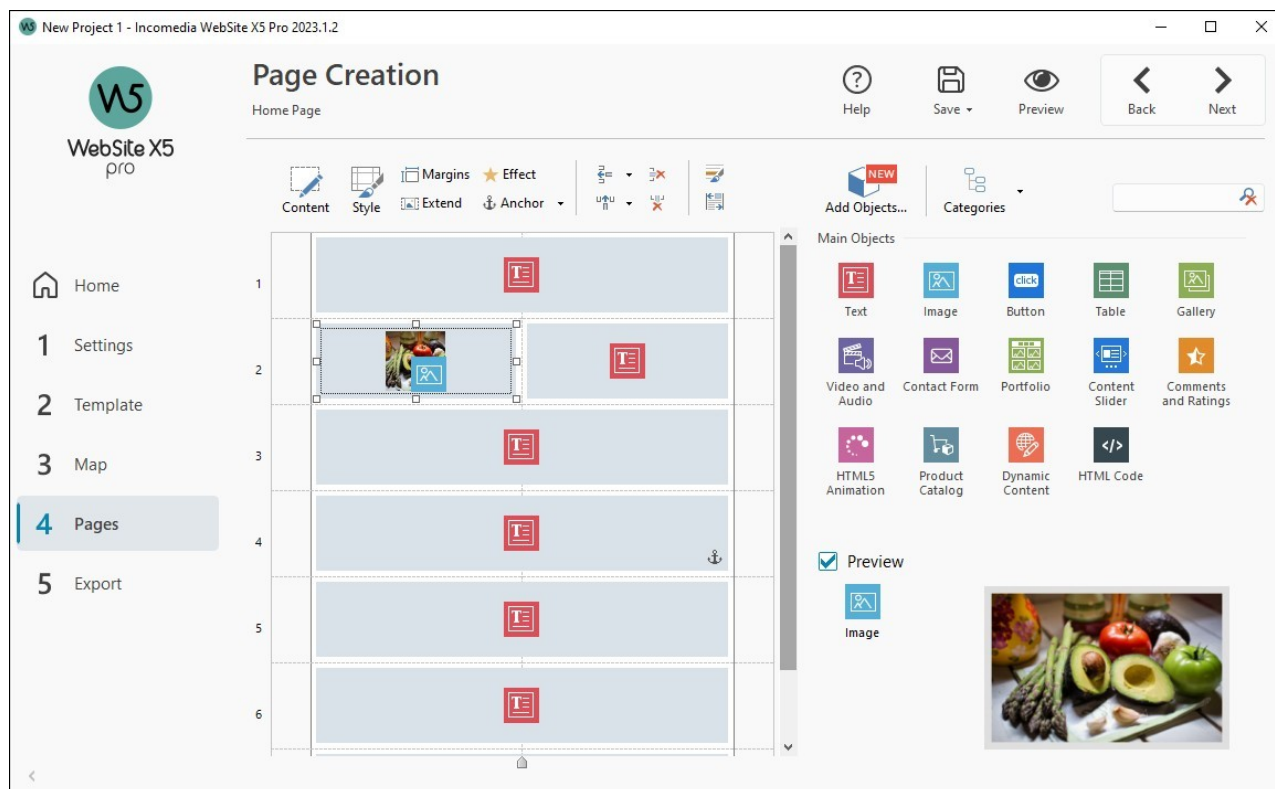 New Project 1 - Incomedia WebSite X5 Pro 2023.1.2
W5
WebSite X5
pro
Page Creation
Home Page
Help
Save
Preview
Back
Next
Content
Style
Margins
Effect
Extend
Anchor
NEW
Add Objects...
Categories
Home
1 Settings
2 Template
3 Map
4 Pages
5 Export
1
2
3
4
5
6
Main Objects
click
Text
Image
Button
Table
Gallery
Video and
Audio
Contact Form
Portfolio
Content
Slider
Comments
and Ratings
</>
HTML5
Animation
Product
Catalog
Dynamic
Content
HTML Code
Preview
Image